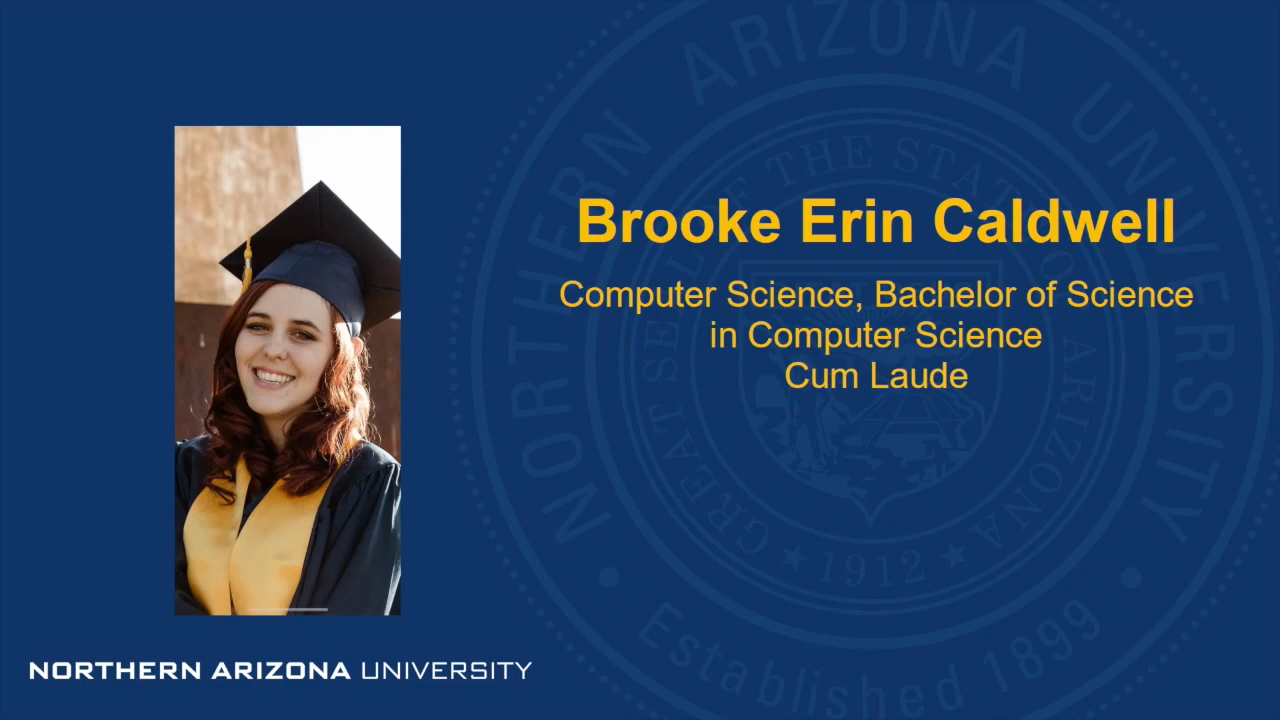 Brooke Erin Caldwell
Computer Science, Bachelor of Science
in Computer Science
Cum Laude
NORTHERN ARIZONA UNIVERSITY
NORTHERN ARIZONA UNIVERSITY
GREAT SEAL OF THE STATE OF ARIZONA
1912
Established 1899